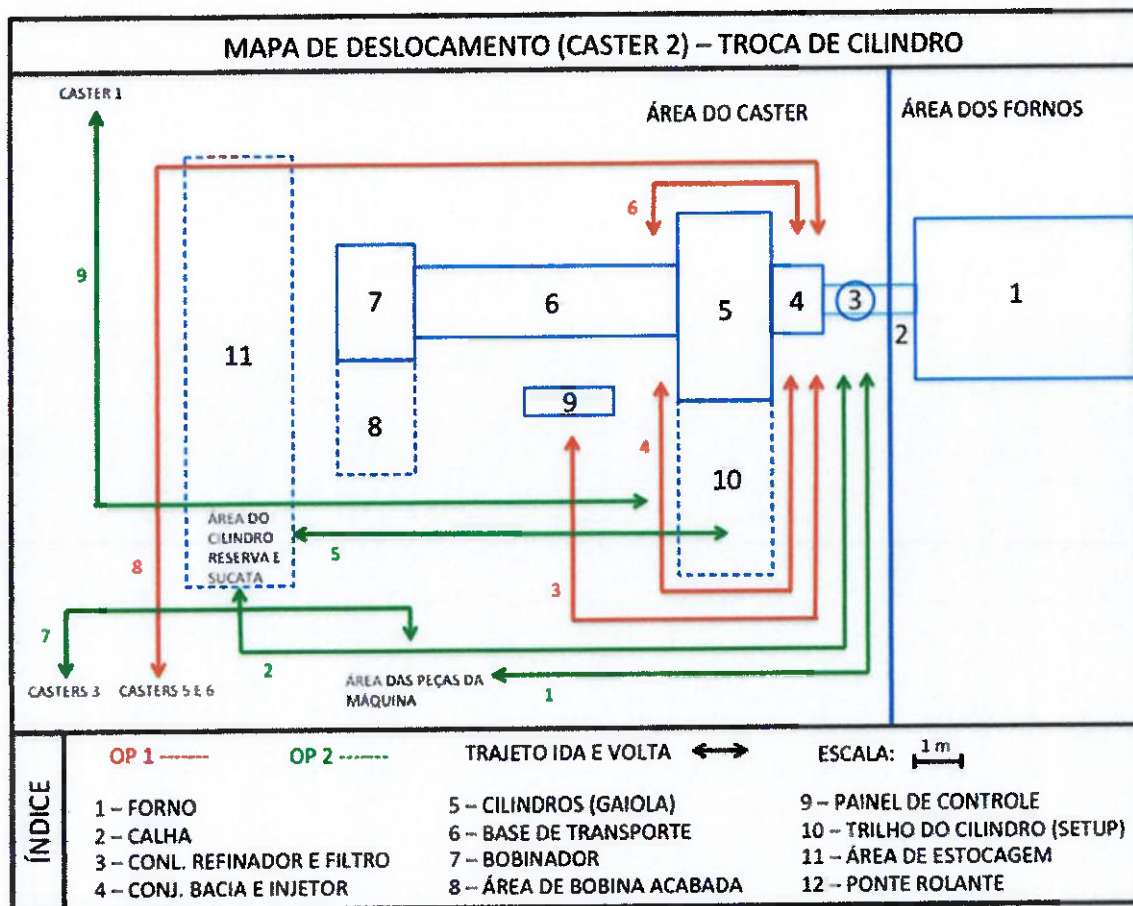 MAPA DE DESLOCAMENTO (CASTER 2) – TROCA DE CILINDRO
CASTER 1
ÁREA DO CASTER
ÁREA DOS FORNOS
6
9
7
6
5
4
3
1
2
11
9
8
4
10
ÁREA DO
CILINDRO
RESERVA E
SUCATA
5
8
3
7
2
CASTERS 3
CASTERS 5 E 6
ÁREA DAS PEÇAS DA
MÁQUINA
1
ÍNDICE
OP 1 ------
OP 2 ------
TRAJETO IDA E VOLTA
ESCALA: 1 m
1 – FORNO
2 – CALHA
3 – CONL. REFINADOR E FILTRO
4 – CONJ. BACIA E INJETOR
5 – CILINDROS (GAIOLA)
6 – BASE DE TRANSPORTE
7 – BOBINADOR
8 – ÁREA DE BOBINA ACABADA
9 – PAINEL DE CONTROLE
10 – TRILHO DO CILINDRO (SETUP)
11 – ÁREA DE ESTOCAGEM
12 – PONTE ROLANTE